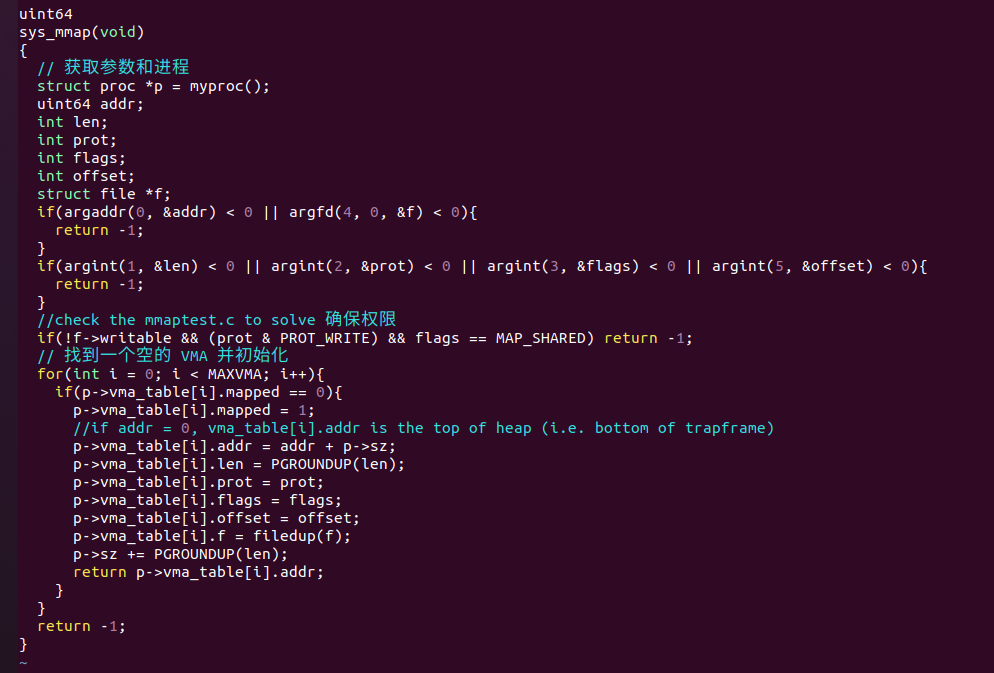 uint64
sys_mmap(void)
{
  // 获取参数和进程
  struct proc *p = myproc();
  uint64 addr;
  int len;
  int prot;
  int flags;
  int offset;
  struct file *f;
  if(argaddr(0, &addr) < 0 || argfd(4, 0, &f) < 0){
    return -1;
  }
  if(argint(1, &len) < 0 || argint(2, &prot) < 0 || argint(3, &flags) < 0 || argint(5, &offset) < 0){
    return -1;
  }
  //check the mmaptest.c to solve 确保权限
  if(!f->writable && (prot & PROT_WRITE) && flags == MAP_SHARED) return -1;
  // 找到一个空的 VMA 并初始化
  for(int i = 0; i < MAXVMA; i++){
    if(p->vma_table[i].mapped == 0){
      p->vma_table[i].mapped = 1;
      //if addr = 0, vma_table[i].addr is the top of heap (i.e. bottom of trapframe)
      p->vma_table[i].addr = addr + p->sz;
      p->vma_table[i].len = PGROUNDUP(len);
      p->vma_table[i].prot = prot;
      p->vma_table[i].flags = flags;
      p->vma_table[i].offset = offset;
      p->vma_table[i].f = filedup(f);
      p->sz += PGROUNDUP(len);
      return p->vma_table[i].addr;
    }
  }
  return -1;
}
~